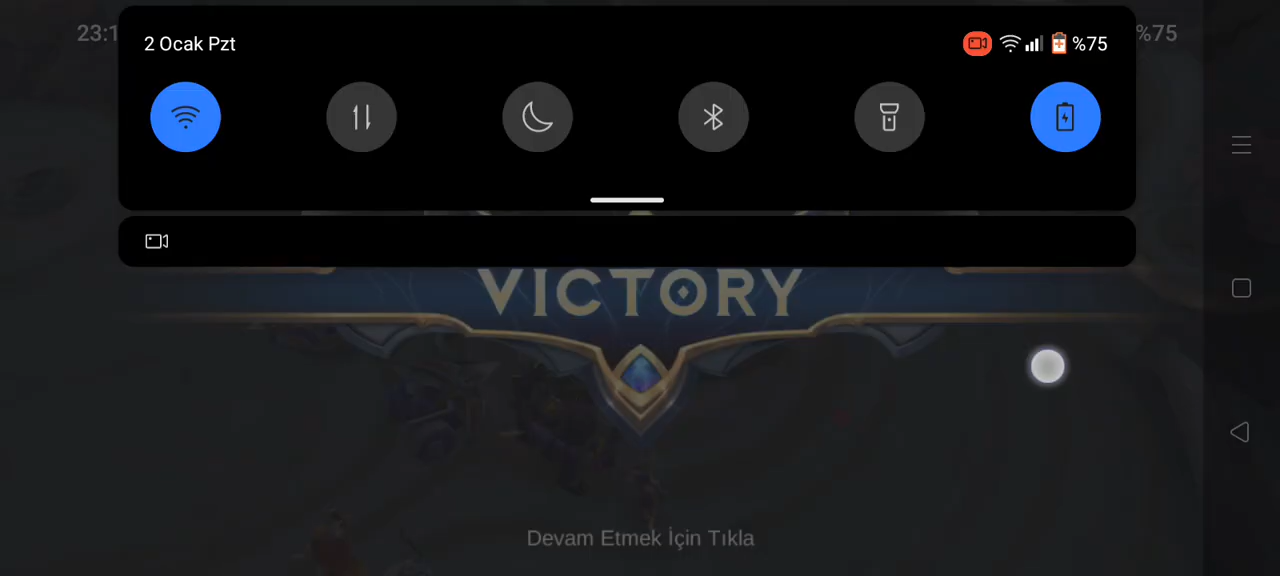 23:1
2 Ocak Pzt
%75
%75
VICTORY
Devam Etmek İçin Tıkla